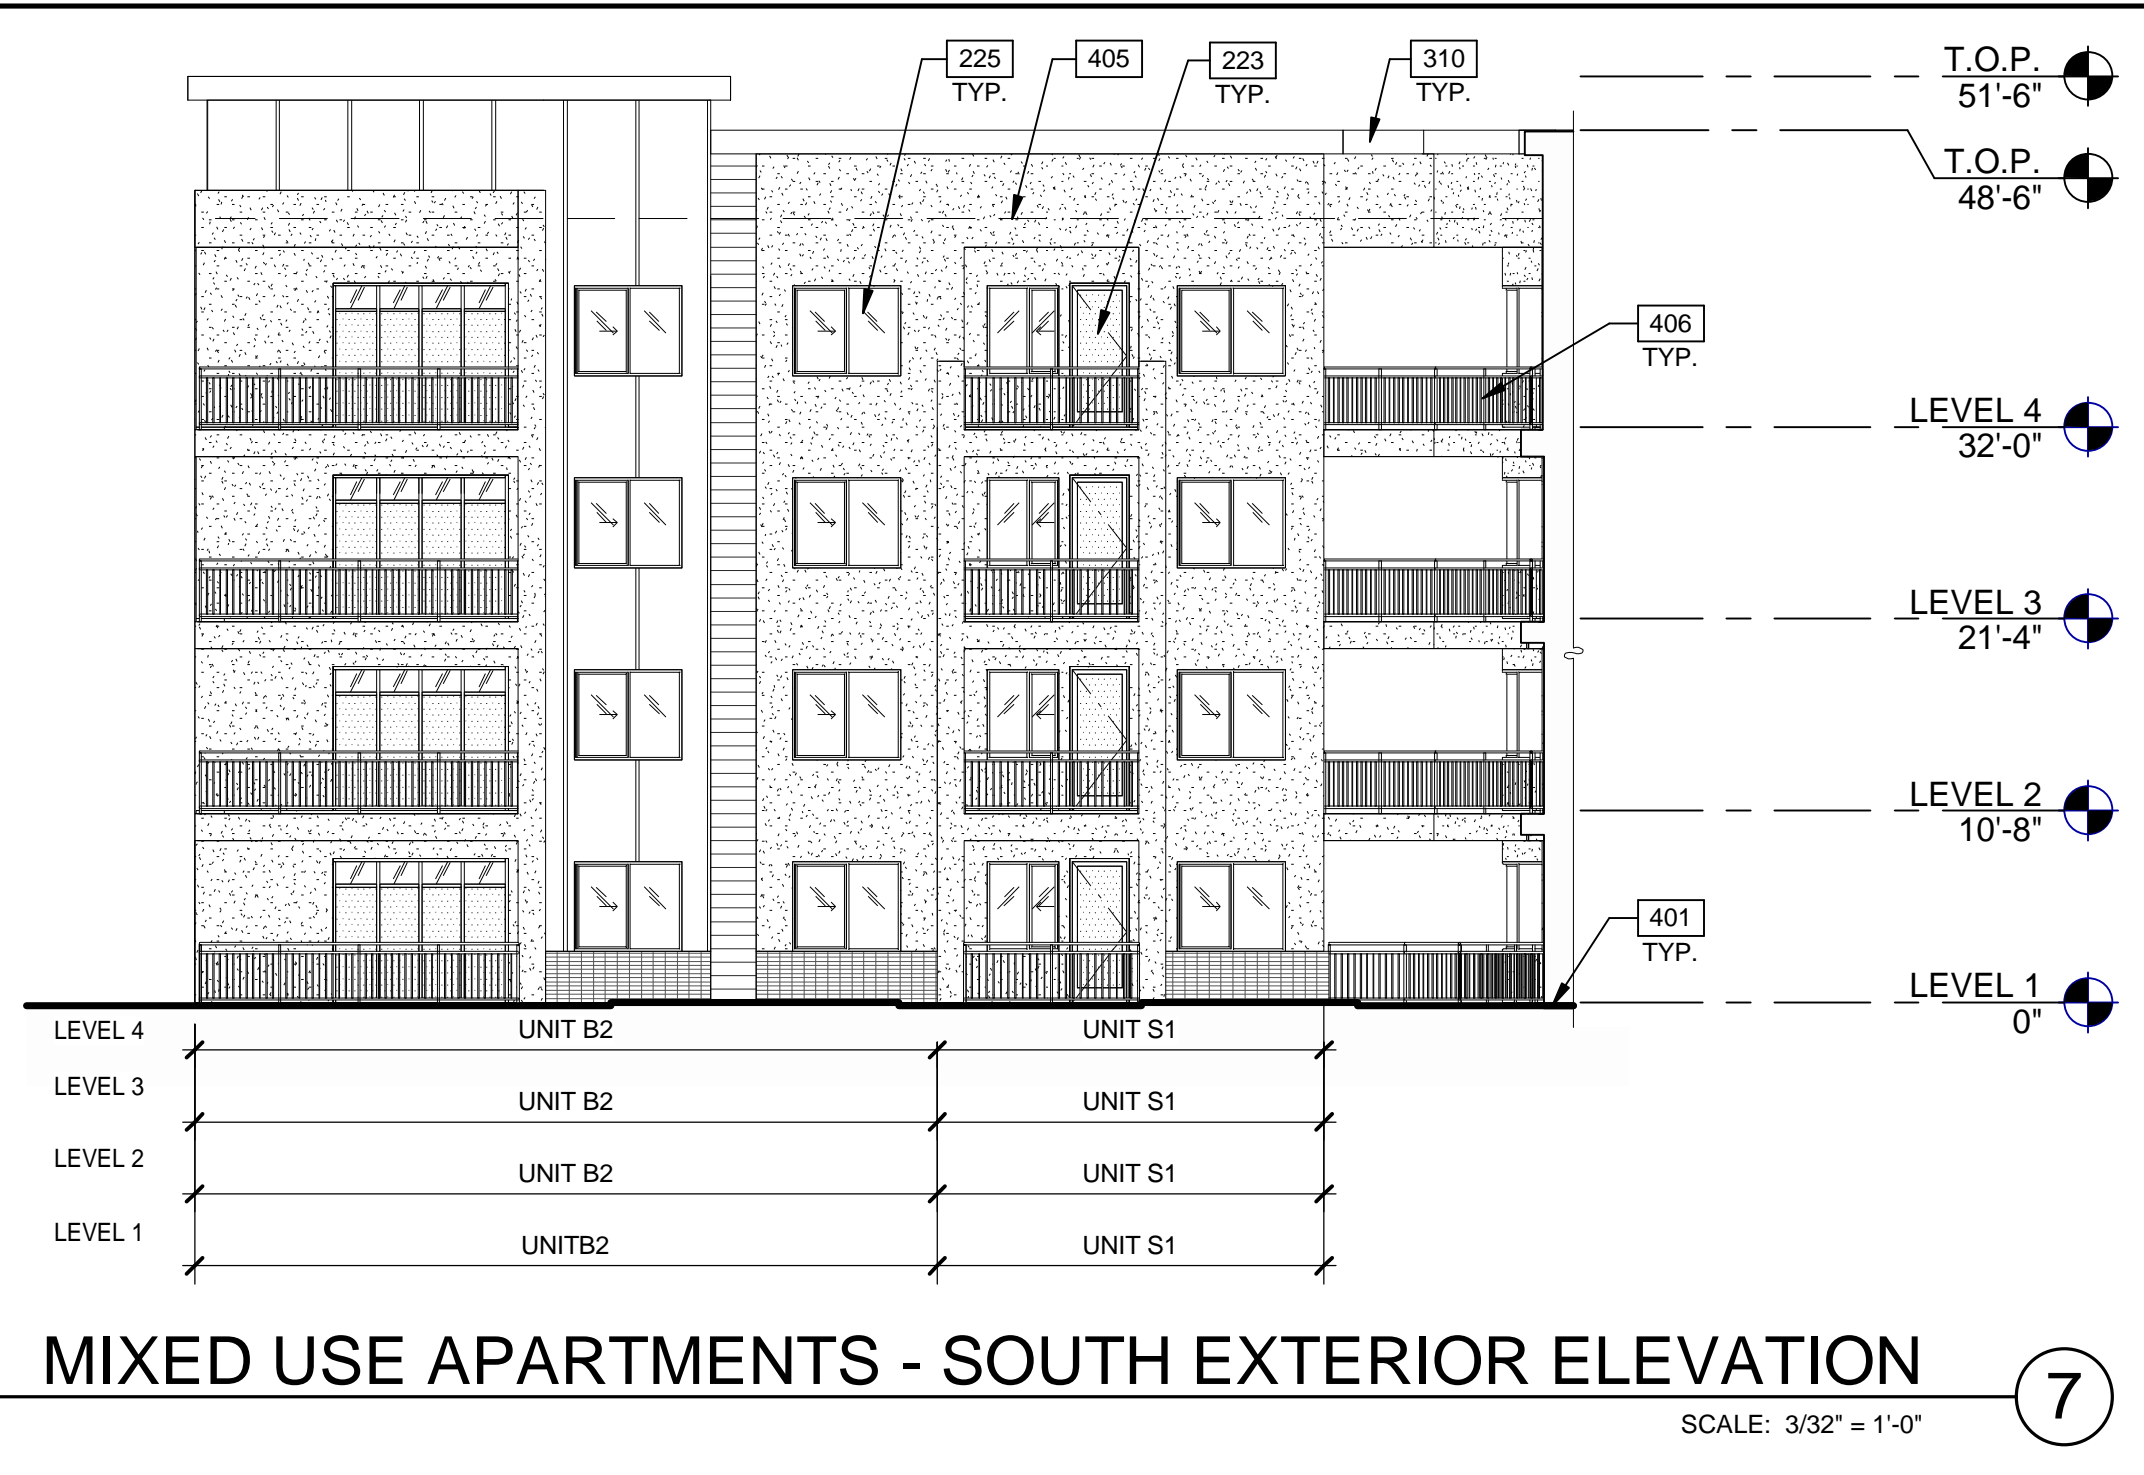 225
TYP.
405
223
TYP.
310
TYP.
T.O.P.
51'-6"
T.O.P.
48'-6"
406
TYP.
LEVEL 4
32'-0"
LEVEL 3
21'-4"
LEVEL 2
10'-8"
401
TYP.
LEVEL 1
0"
LEVEL 4 UNIT B2 UNIT S1
LEVEL 3 UNIT B2 UNIT S1
LEVEL 2 UNIT B2 UNIT S1
LEVEL 1 UNITB2 UNIT S1
MIXED USE APARTMENTS - SOUTH EXTERIOR ELEVATION
7
SCALE: 3/32" = 1'-0"